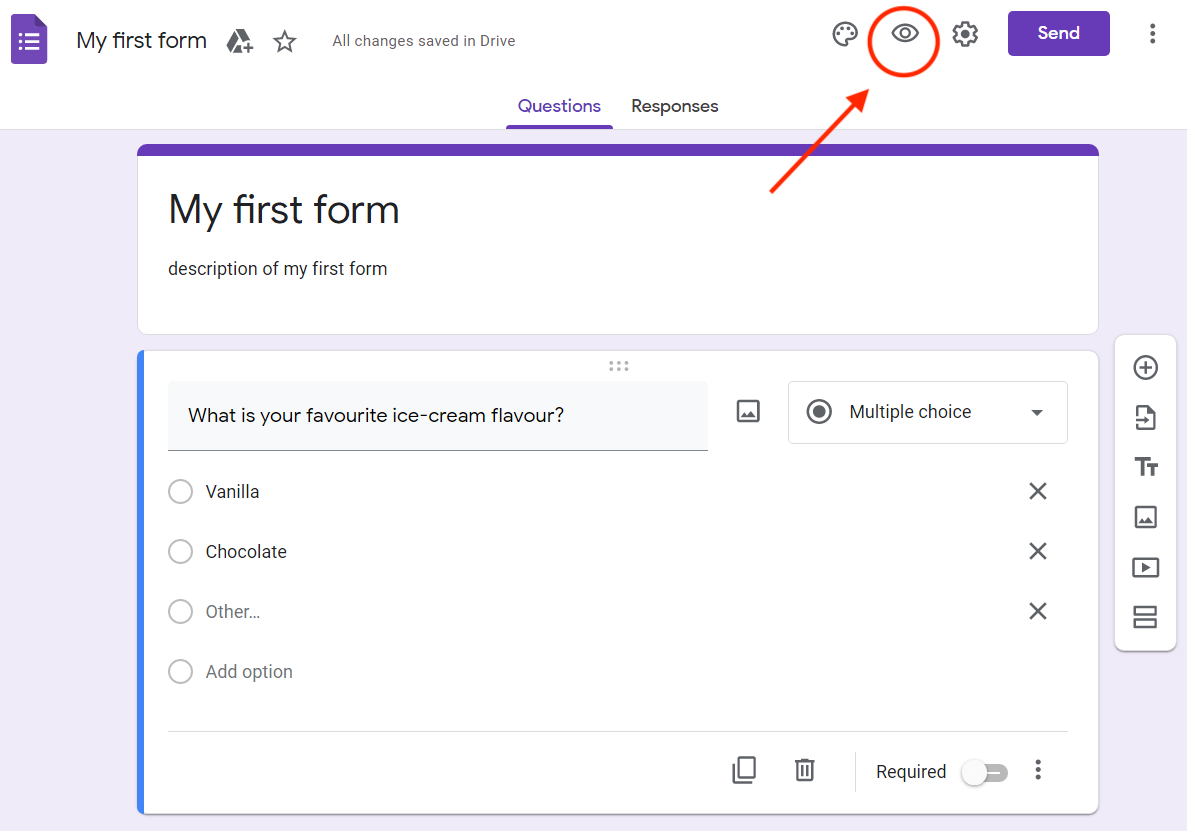 My first form
All changes saved in Drive
Send
Questions
Responses
My first form
description of my first form
What is your favourite ice-cream flavour?
Multiple choice
Vanilla
Chocolate
Other...
Add option
Required